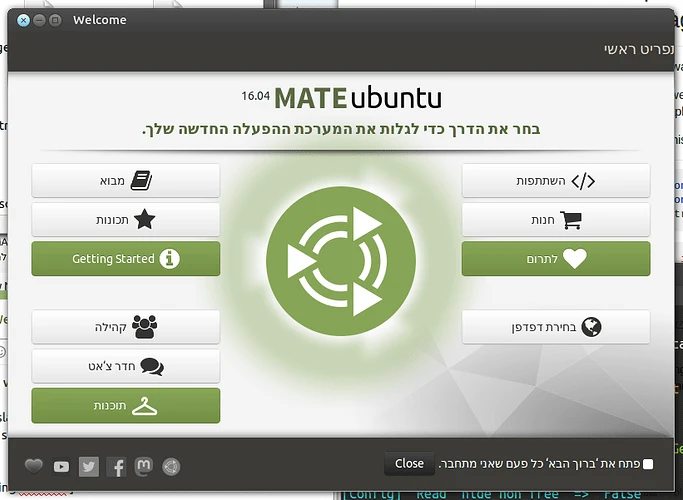 Welcome
תפריט ראשי
16.04 MATE ubuntu
בחר את הדרך כדי לגלות את המערכת ההפעלה החדשה שלך.
מבוא
תכונות
Getting Started
קהילה
חדר צ'אט
תוכנות
השתתפות
חנות
לתרום
בחירת דפדפן
פתח את 'ברוך הבא' כל פעם שאני מתחבר.
Close